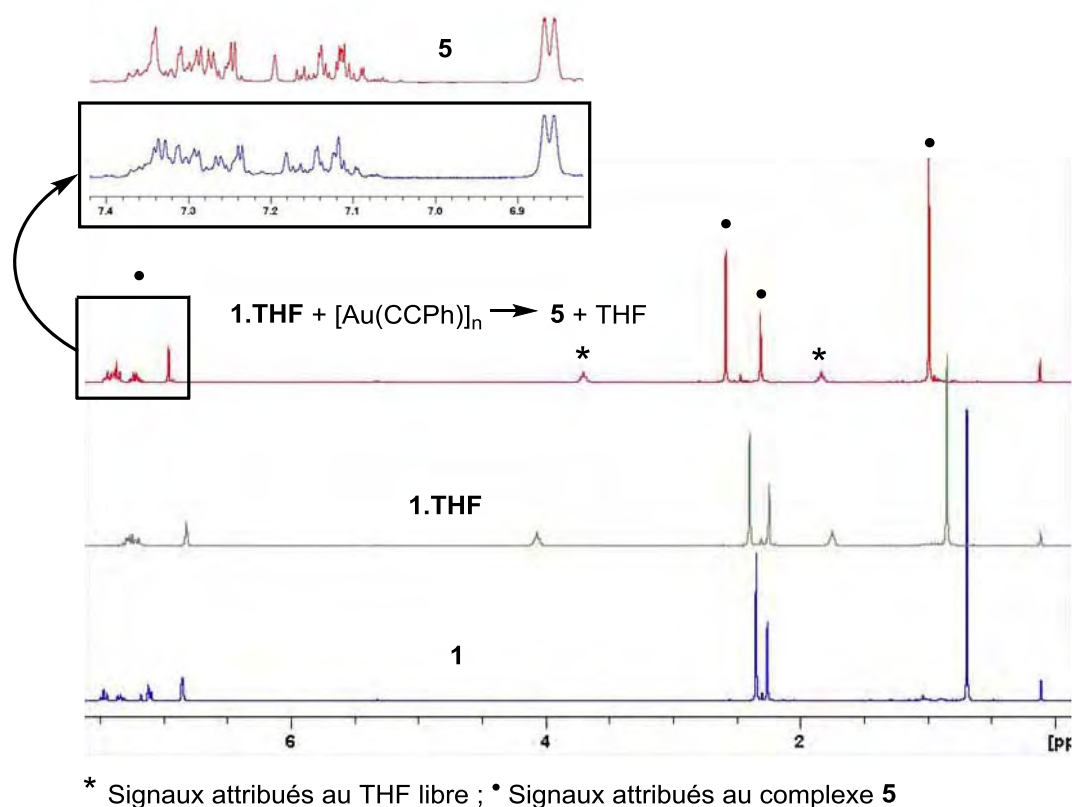 5
7.4 7.3 7.2 7.1 7.0 6.9
•
•
•
•
1.THF + [Au(CCPh)]n → 5 + THF
* *
1.THF
1
6 4 2 [pp
* Signaux attribués au THF libre ; • Signaux attribués au complexe 5